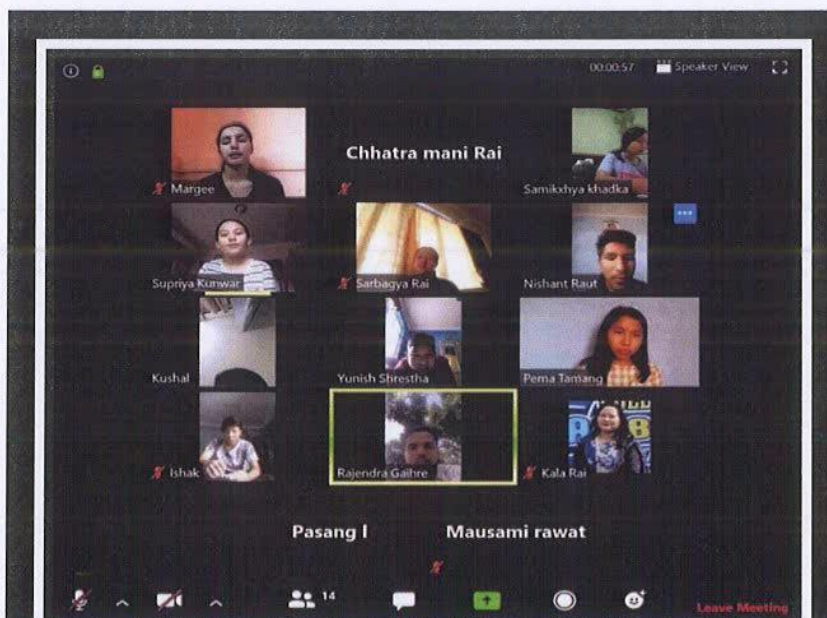 00:00:57 Speaker View
Chhatra mani Rai
Margee
Samikxhya khadka
Supriya Kunwar
Sarbagya Rai
Nishant Raut
Kushal
Yunish Shrestha
Pema Tamang
Ishak
Rajendra Gaihre
Kala Rai
Pasang l
Mausami rawat
14
Leave Meeting